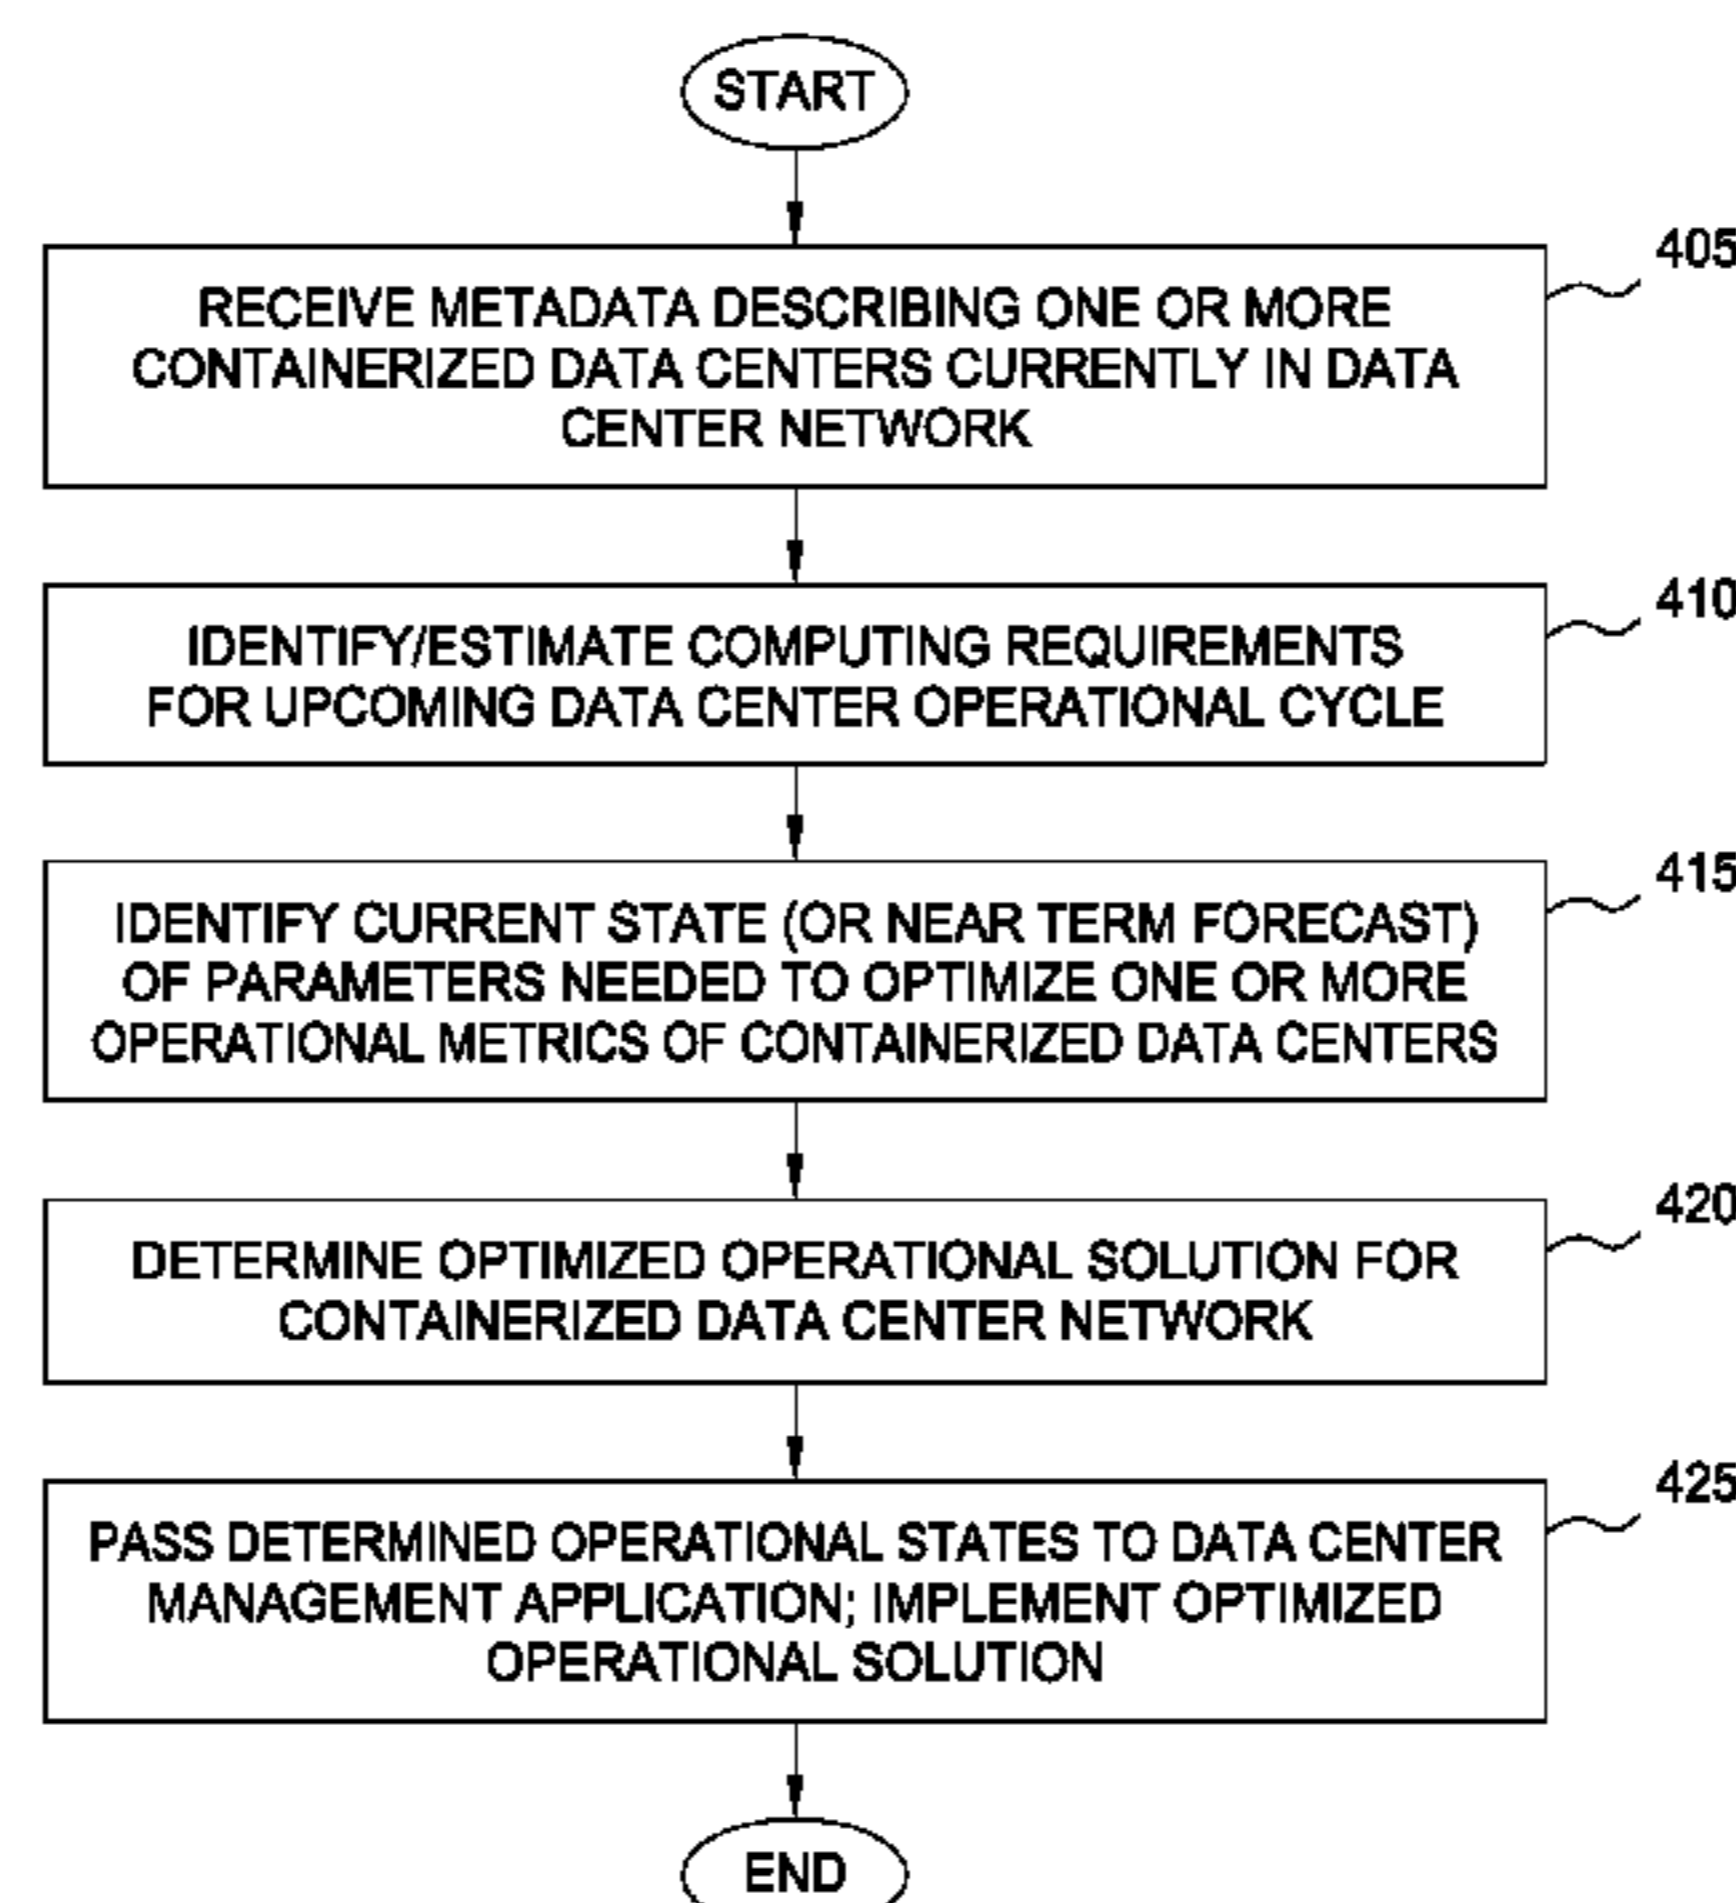 START
405
RECEIVE METADATA DESCRIBING ONE OR MORE
CONTAINERIZED DATA CENTERS CURRENTLY IN DATA
CENTER NETWORK
410
IDENTIFY/ESTIMATE COMPUTING REQUIREMENTS
FOR UPCOMING DATA CENTER OPERATIONAL CYCLE
415
IDENTIFY CURRENT STATE (OR NEAR TERM FORECAST)
OF PARAMETERS NEEDED TO OPTIMIZE ONE OR MORE
OPERATIONAL METRICS OF CONTAINERIZED DATA CENTERS
420
DETERMINE OPTIMIZED OPERATIONAL SOLUTION FOR
CONTAINERIZED DATA CENTER NETWORK
425
PASS DETERMINED OPERATIONAL STATES TO DATA CENTER
MANAGEMENT APPLICATION; IMPLEMENT OPTIMIZED
OPERATIONAL SOLUTION
END